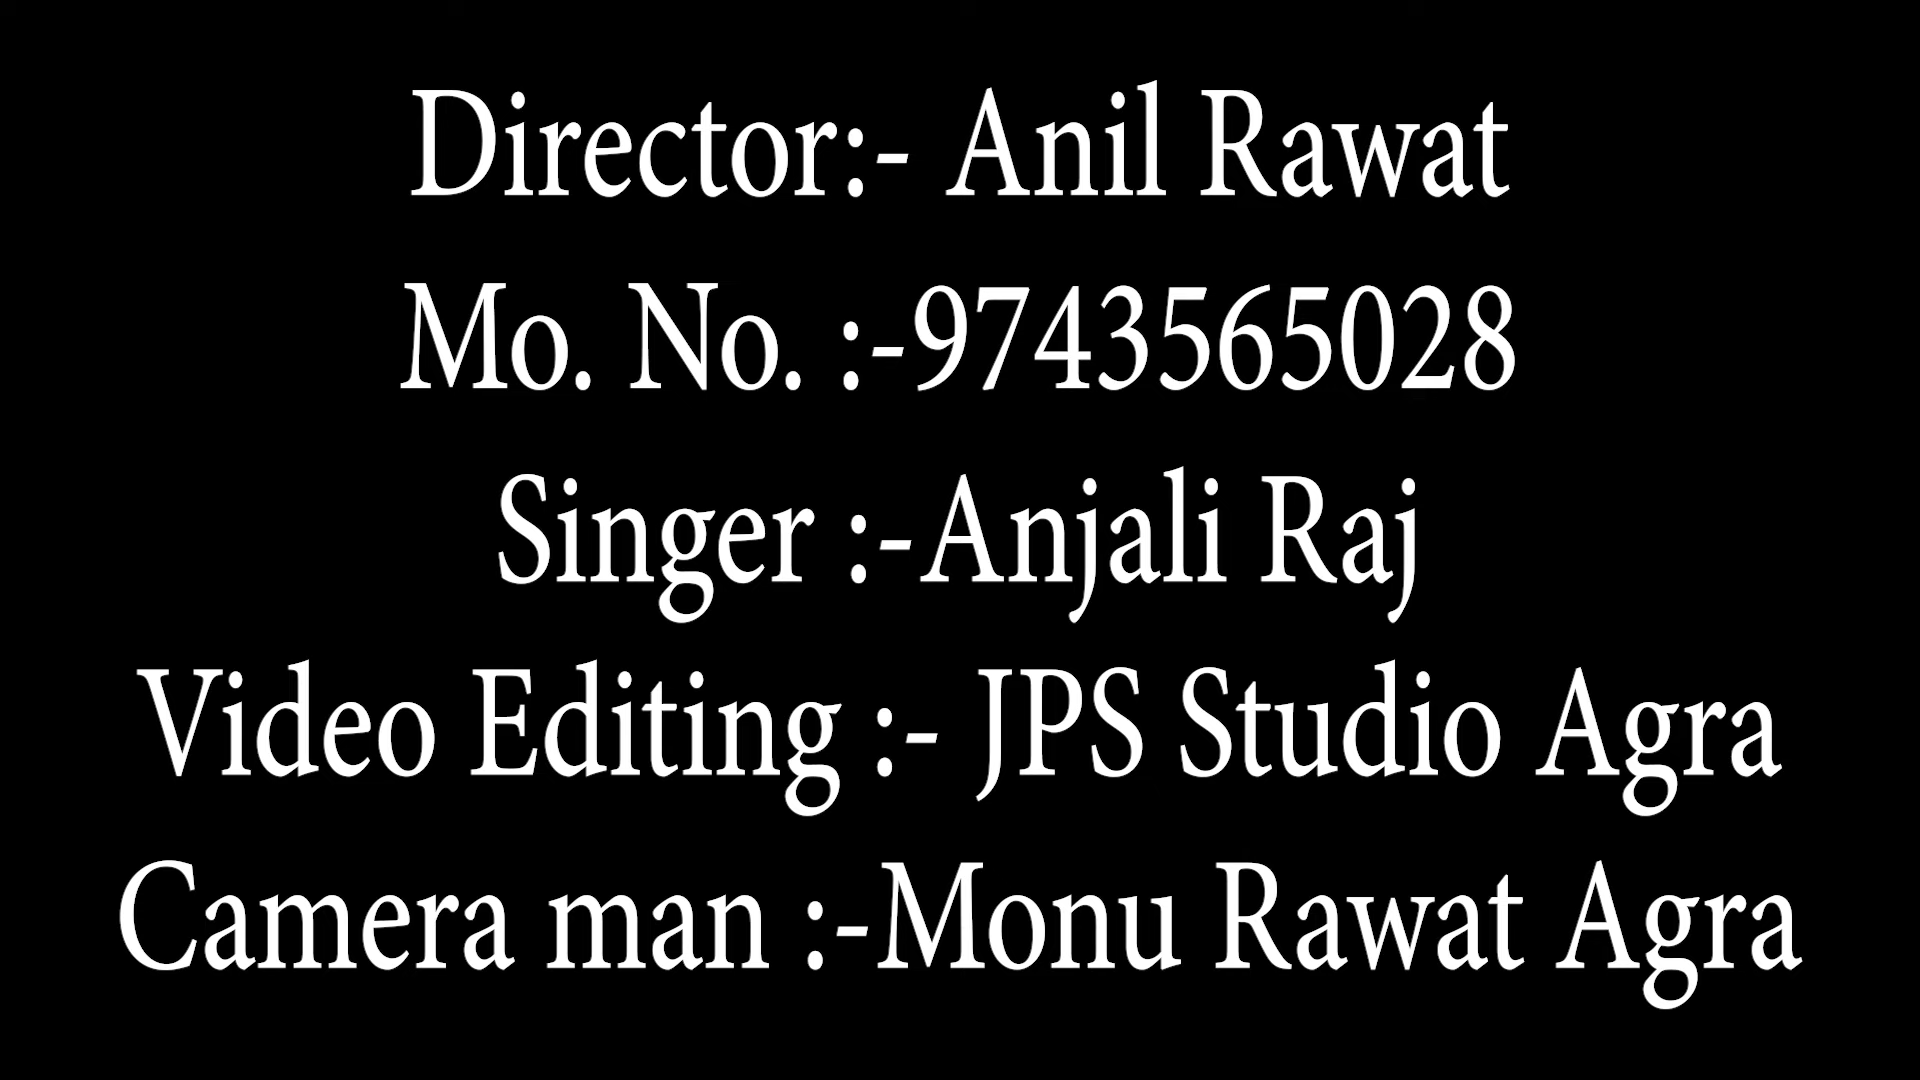 Director:- Anil Rawat
Mo. No. :-9743565028
Singer :-Anjali Raj
Video Editing :- JPS Studio Agra
Camera man :-Monu Rawat Agra